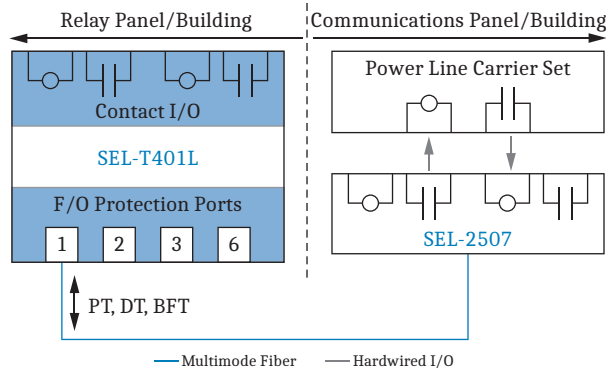 Relay Panel/Building
Communications Panel/Building
Contact I/O
SEL-T401L
F/O Protection Ports
1 2 3 6
PT, DT, BFT
Power Line Carrier Set
SEL-2507
Multimode Fiber
Hardwired I/O